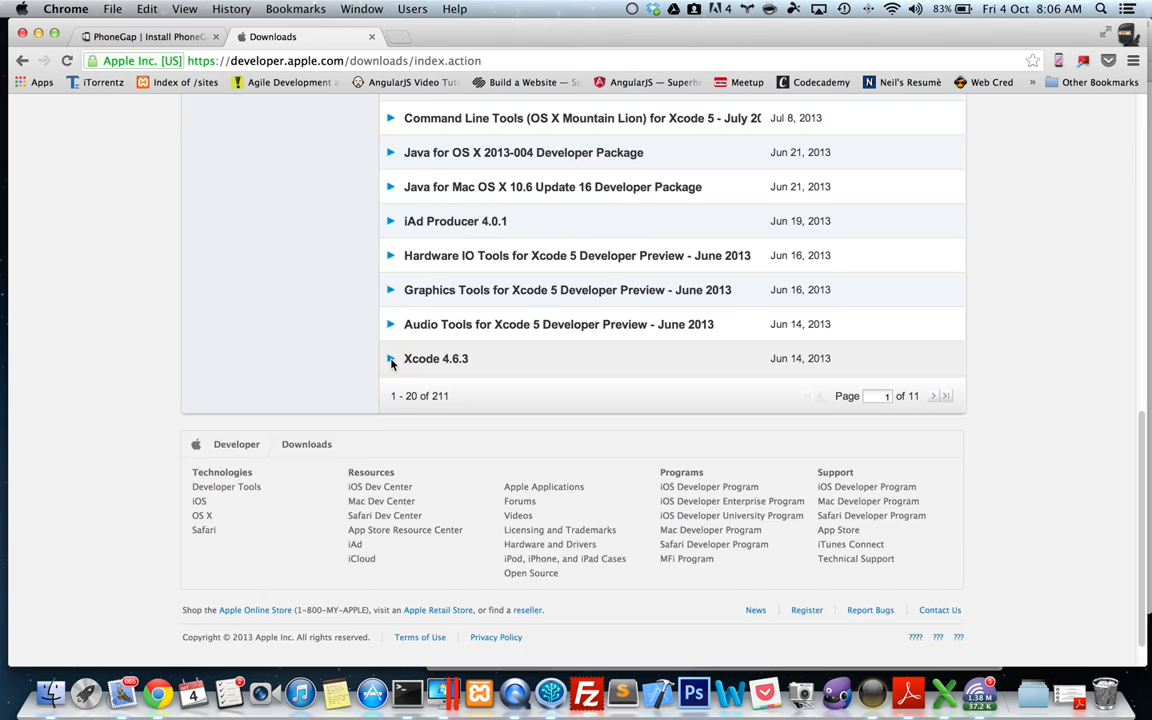 Chrome File Edit View History Bookmarks Window Users Help 4 83% Fri 4 Oct 8:06 AM
PhoneGap | Install PhoneG Downloads
Apple Inc. [US] https://developer.apple.com/downloads/index.action
Apps iTorrentz Index of /sites Agile Development AngularJS Video Tut Build a Website — S AngularJS — Superh Meetup Codecademy Neil's Resumè Web Cred » Other Bookmarks
Command Line Tools (OS X Mountain Lion) for Xcode 5 - July 20 Jul 8, 2013
Java for OS X 2013-004 Developer Package Jun 21, 2013
Java for Mac OS X 10.6 Update 16 Developer Package Jun 21, 2013
iAd Producer 4.0.1 Jun 19, 2013
Hardware IO Tools for Xcode 5 Developer Preview - June 2013 Jun 16, 2013
Graphics Tools for Xcode 5 Developer Preview - June 2013 Jun 16, 2013
Audio Tools for Xcode 5 Developer Preview - June 2013 Jun 14, 2013
Xcode 4.6.3 Jun 14, 2013
1 - 20 of 211 Page 1 of 11
Developer Downloads
Technologies Resources Programs Support
Developer Tools iOS Dev Center Apple Applications iOS Developer Program iOS Developer Program
iOS Mac Dev Center Forums iOS Developer Enterprise Program Mac Developer Program
OS X Safari Dev Center Videos iOS Developer University Program Safari Developer Program
Safari App Store Resource Center Licensing and Trademarks Mac Developer Program App Store
iAd Hardware and Drivers Safari Developer Program iTunes Connect
iCloud iPod, iPhone, and iPad Cases MFi Program Technical Support
Open Source
Shop the Apple Online Store (1-800-MY-APPLE), visit an Apple Retail Store, or find a reseller. News Register Report Bugs Contact Us
Copyright © 2013 Apple Inc. All rights reserved. Terms of Use Privacy Policy ???? ??? ???